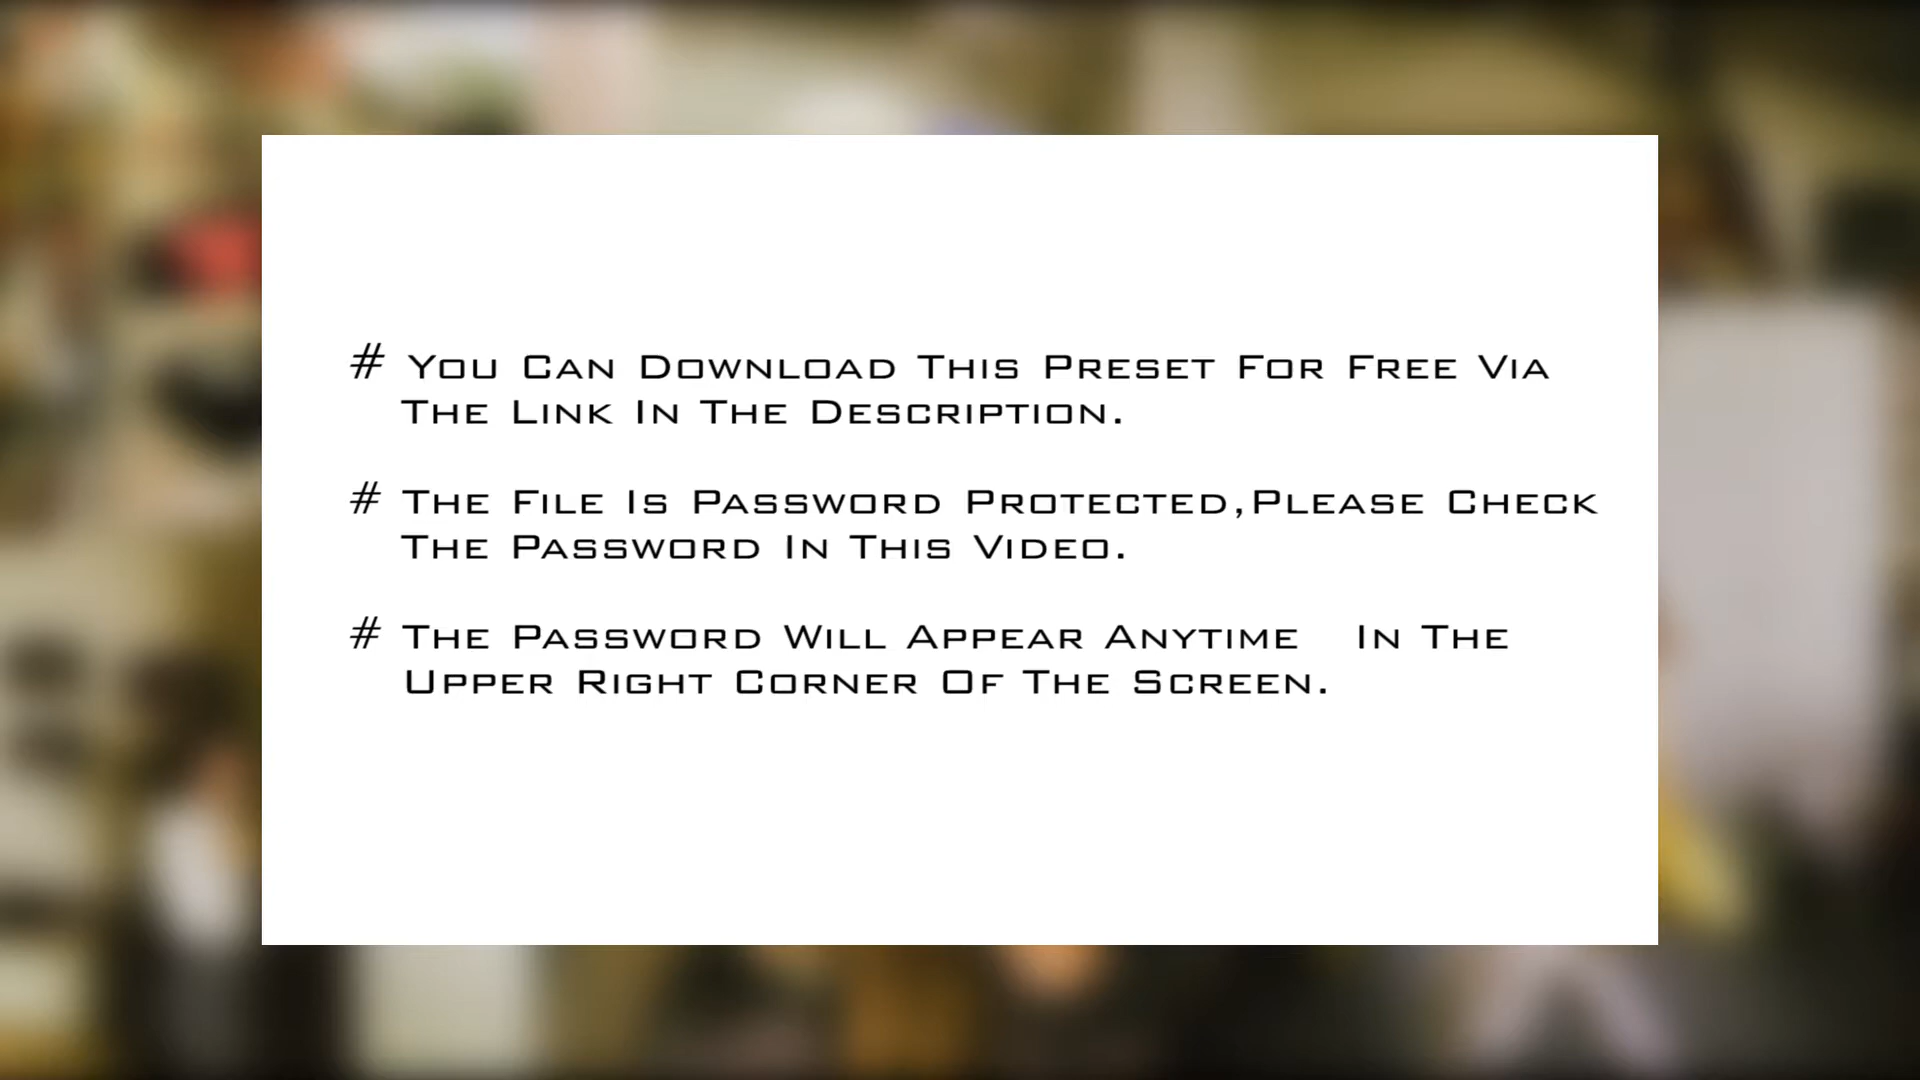 # You Can Download This Preset For Free Via
The Link In The Description.
# The File Is Password Protected,Please Check
The Password In This Video.
# The Password Will Appear Anytime In The
Upper Right Corner Of The Screen.